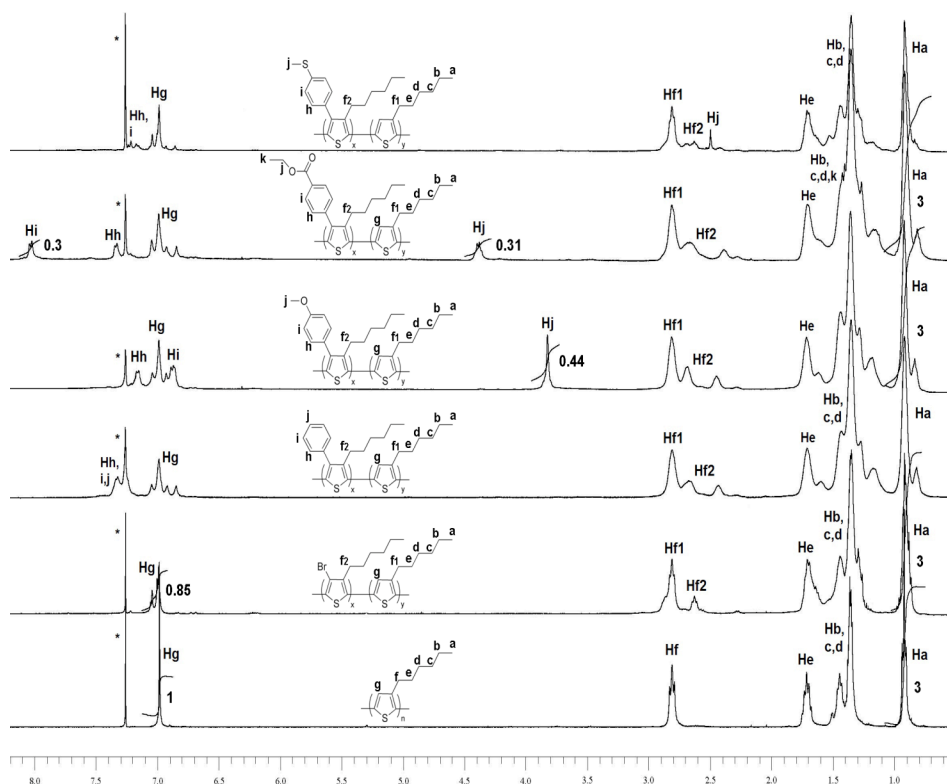 * Hg Hh, i j S i h f2 S x f1 e d c b a S y Hf1 Hf2 Hj He Hb, c,d Ha
Hi 0.3 Hh * Hg k O j O i h f2 S x g f1 e d c b a S y Hj 0.31 Hf1 Hf2 He Hb, c,d,k Ha 3
* Hh Hg Hi j O i h f2 S x g f1 e d c b a S y Hj 0.44 Hf1 Hf2 He Ha 3
* Hh, i,j Hg j i h f2 S x g f1 e d c b a S y Hf1 Hf2 He Hb, c,d Ha
* Hg 0.85 Br f2 S x g f1 e d c b a S y Hf1 Hf2 He Hb, c,d Ha 3
* Hg 1 g f e d c b a S n Hf He Hb, c,d Ha 3
8.0 7.5 7.0 6.5 6.0 5.5 5.0 4.5 4.0 3.5 3.0 2.5 2.0 1.5 1.0